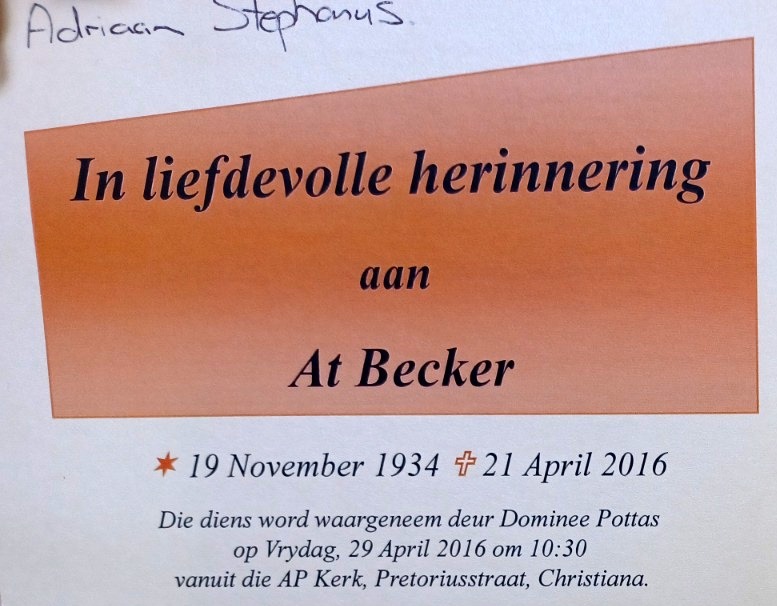 Adriaan Stephanus.
In liefdevolle herinnering
aan
At Becker
✶ 19 November 1934 ✞ 21 April 2016
Die diens word waargeneem deur Dominee Pottas
op Vrydag, 29 April 2016 om 10:30
vanuit die AP Kerk, Pretoriusstraat, Christiana.